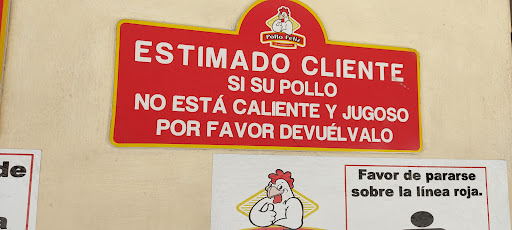 Pollo Feliz
ESTIMADO CLIENTE
SI SU POLLO
NO ESTÁ CALIENTE Y JUGOSO
POR FAVOR DEVUÉLVALO
de
a
Favor de pararse
sobre la línea roja.